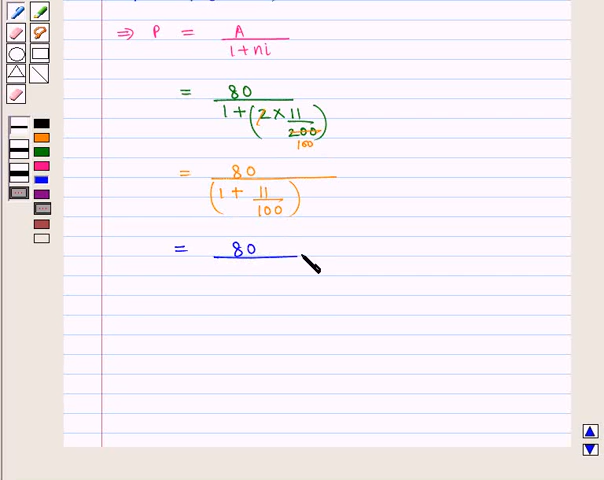 ⇒ P = A / (1 + ni)
= 80 / (1 + (2 × 11/200)) 100
= 80 / (1 + 11/100)
= 80